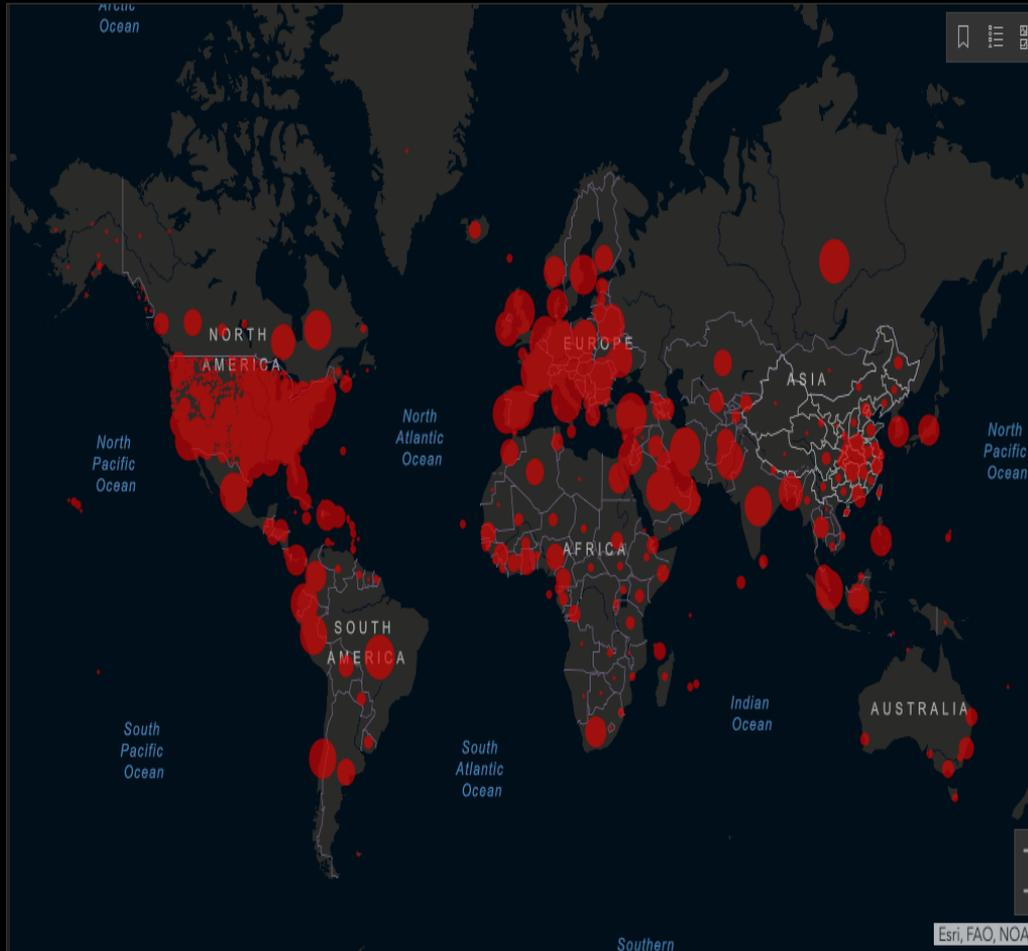 Arctic
Ocean
NORTH
AMERICA
EUROPE
ASIA
North
Pacific
Ocean
North
Atlantic
Ocean
North
Pacific
Ocean
AFRICA
SOUTH
AMERICA
South
Pacific
Ocean
South
Atlantic
Ocean
Indian
Ocean
AUSTRALIA
Southern
Esri, FAO, NOA